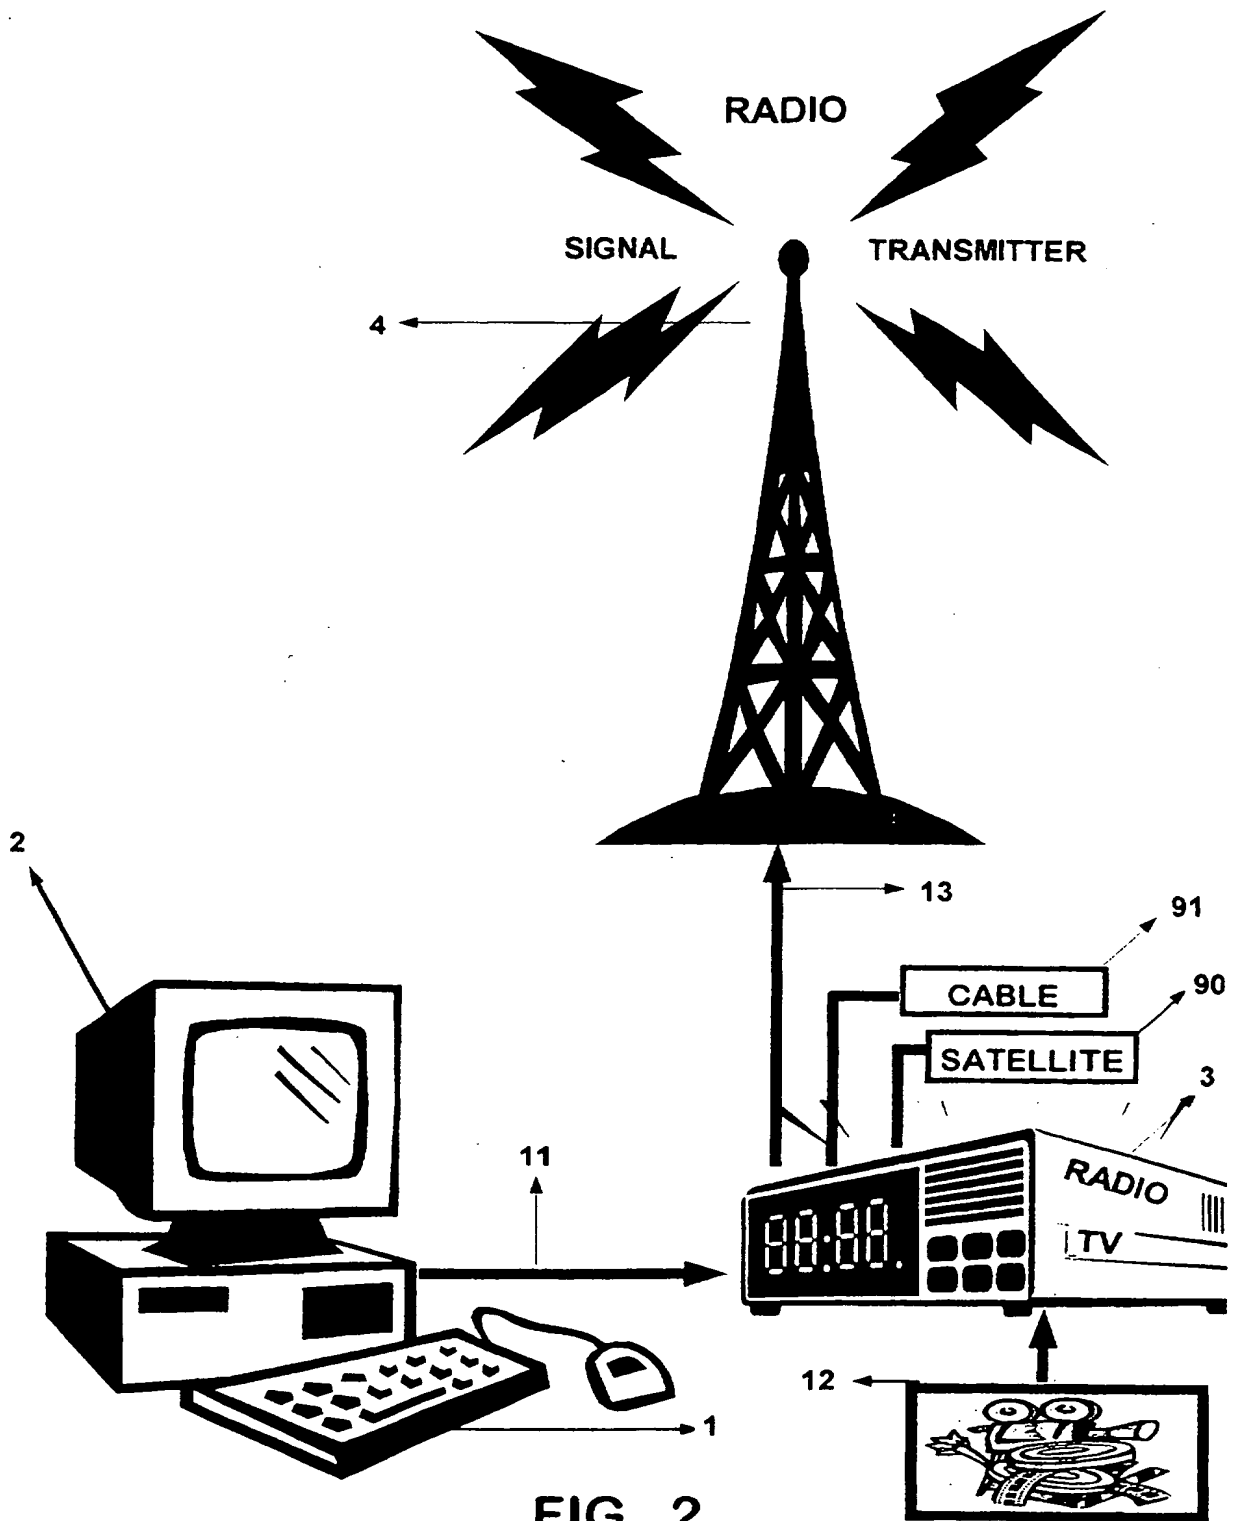 RADIO
SIGNAL
TRANSMITTER
4
2
13
91
CABLE
90
SATELLITE
3
11
RADIO
TV
88:88.
12
1
FIG. 2